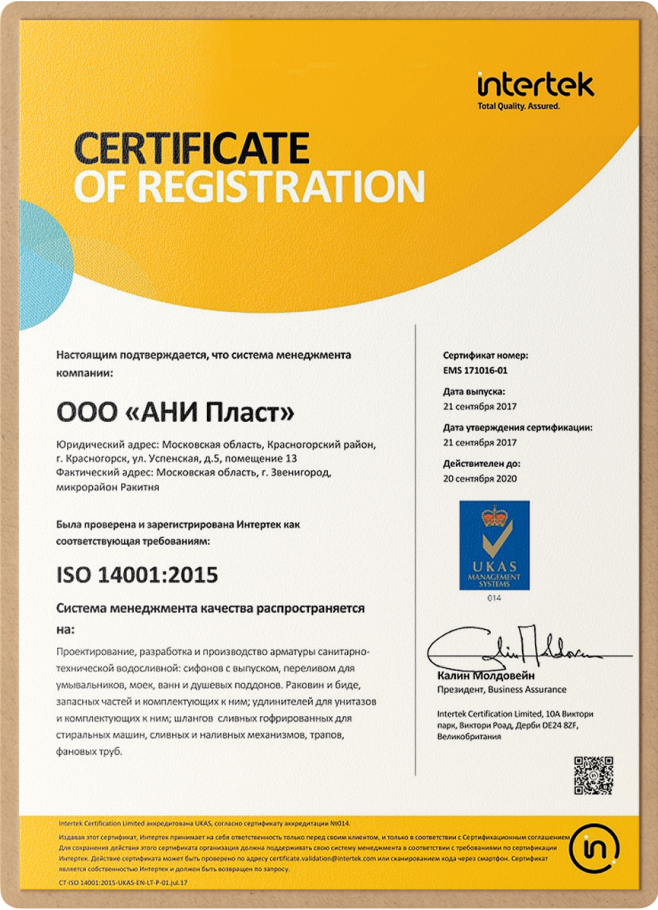 intertek
Total Quality. Assured.
CERTIFICATE
OF REGISTRATION
Настоящим подтверждается, что система менеджмента
компании:
ООО «АНИ Пласт»
Юридический адрес: Московская область, Красногорский район,
г. Красногорск, ул. Успенская, д.5, помещение 13
Фактический адрес: Московская область, г. Звенигород,
микрорайон Ракитня
Была проверена и зарегистрирована Интертек как
соответствующая требованиям:
ISO 14001:2015
Система менеджмента качества распространяется
на:
Проектирование, разработка и производство арматуры санитарно-
технической водосливной: сифонов с выпуском, переливом для
умывальников, моек, ванн и душевых поддонов. Раковин и биде,
запасных частей и комплектующих к ним; удлинителей для унитазов
и комплектующих к ним; шлангов сливных гофрированных для
стиральных машин, сливных и наливных механизмов, трапов,
фановых труб.
Сертификат номер:
EMS 171016-01
Дата выпуска:
21 сентября 2017
Дата утверждения сертификации:
21 сентября 2017
Действителен до:
20 сентября 2020
UKAS
MANAGEMENT
SYSTEMS
014
Калин Молдовейн
Президент, Business Assurance
Intertek Certification Limited, 10A Виктори
парк, Виктори Роад, Дерби DE24 8ZF,
Великобритания
Intertek Certification Limited аккредитована UKAS, согласно сертификату аккредитации №014.
Издавая этот сертификат, Интертек принимает на себя ответственность только перед своим клиентом, и только в соответствии с Сертификационным соглашением
Для сохранения действия этого сертификата организация должна поддерживать свою систему менеджмента в соответствии с требованиями по сертификации
Интертек. Действие сертификата может быть проверено по адресу certificate.validation@intertek.com или сканированием кода через смартфон. Сертификат
является собственностью Интертек и должен быть возвращен по запросу.
CT-ISO 14001:2015-UKAS-EN-LT-P-01.jul.17
in